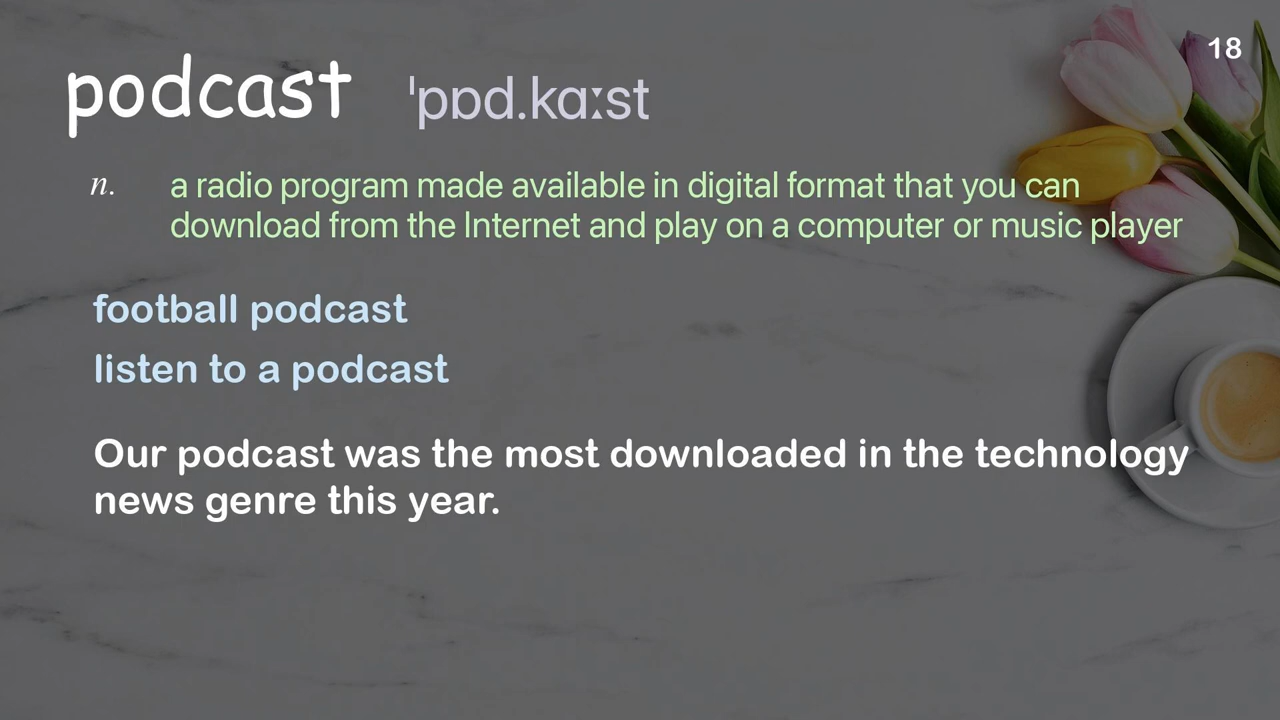 18
podcast ˈpɒd.kɑːst
n. a radio program made available in digital format that you can
download from the Internet and play on a computer or music player
football podcast
listen to a podcast
Our podcast was the most downloaded in the technology
news genre this year.